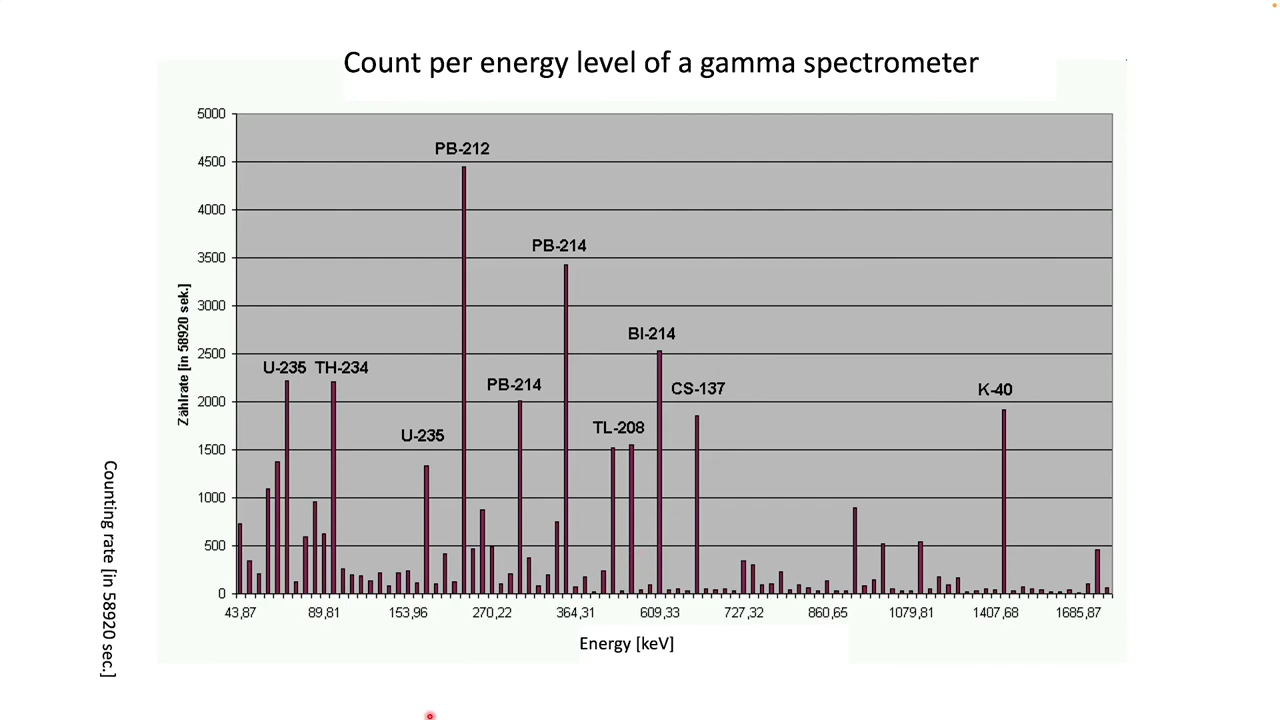 Count per energy level of a gamma spectrometer
5000
4500
4000
3500
3000
2500
2000
1500
1000
500
0
Zählrate [in 58920 sek.]
Counting rate [in 58920 sec.]
PB-212
PB-214
BI-214
U-235 TH-234
PB-214
CS-137
K-40
TL-208
U-235
43,87 89,81 153,96 270,22 364,31 609,33 727,32 860,65 1079,81 1407,68 1685,87
Energy [keV]